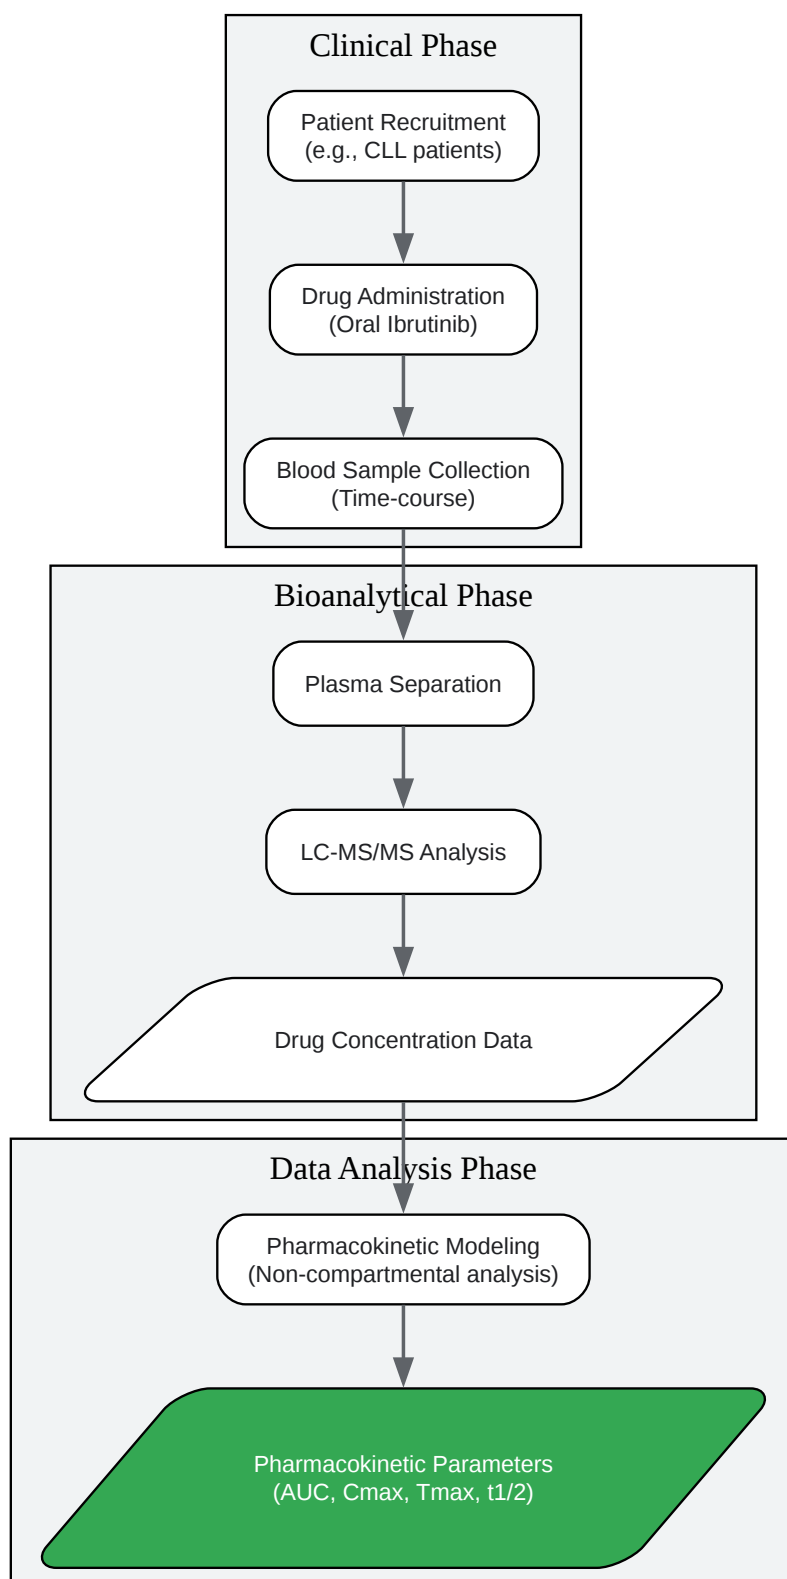 Clinical Phase
Patient Recruitment
(e.g., CLL patients)
Drug Administration
(Oral Ibrutinib)
Blood Sample Collection
(Time-course)
Bioanalytical Phase
Plasma Separation
LC-MS/MS Analysis
Drug Concentration Data
Data Analysis Phase
Pharmacokinetic Modeling
(Non-compartmental analysis)
Pharmacokinetic Parameters
(AUC, Cmax, Tmax, t1/2)